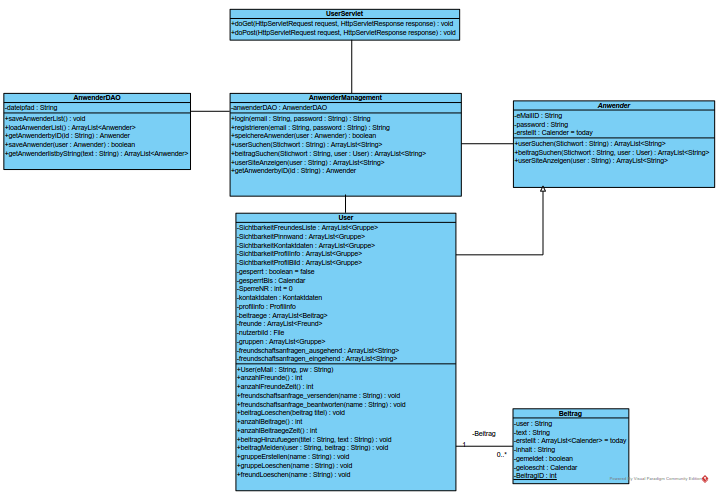 UserServlet
+doGet(HttpServletRequest request, HttpServletResponse response) : void
+doPost(HttpServletRequest request, HttpServletResponse response) : void
AnwenderDAO
-dateipfad : String
+saveAnwenderList() : void
+loadAnwenderList() : ArrayList<Anwender>
+getAnwenderbyID(id : String) : Anwender
+saveAnwender(user : Anwender) : boolean
+getAnwenderlistbyString(text : String) : ArrayList<Anwender>
AnwenderManagement
-anwenderDAO : AnwenderDAO
+login(email : String, password : String) : String
+registrieren(email : String, password : String) : String
+speichereAnwender(user : Anwender) : boolean
+userSuchen(Stichwort : String) : ArrayList<String>
+beitragSuchen(Stichwort : String, user : User) : ArrayList<String>
+userSiteAnzeigen(user : String) : ArrayList<String>
+getAnwenderbyID(id : String) : Anwender
Anwender
-eMailID : String
-password : String
-erstellt : Calender = today
+userSuchen(Stichwort : String) : ArrayList<String>
+beitragSuchen(Stichwort : String, user : User) : ArrayList<String>
+userSiteAnzeigen(user : String) : ArrayList<String>
User
-SichtbarkeitFreundesListe : ArrayList<Gruppe>
-SichtbarkeitPinnwand : ArrayList<Gruppe>
-SichtbarkeitKontaktdaten : ArrayList<Gruppe>
-SichtbarkeitProfilInfo : ArrayList<Gruppe>
-SichtbarkeitProfilBild : ArrayList<Gruppe>
-gesperrt : boolean = false
-gesperrtBis : Calendar
-SperreNR : int = 0
-kontaktdaten : Kontaktdaten
-profilinfo : ProfilInfo
-beitraege : ArrayList<Beitrag>
-freunde : ArrayList<Freund>
-nutzerbild : File
-gruppen : ArrayList<Gruppe>
-freundschaftsanfragen_ausgehend : ArrayList<String>
-freundschaftsanfragen_eingehend : ArrayList<String>
+User(eMail : String, pw : String)
+anzahlFreunde() : int
+anzahlFreundeZeit() : int
+freundschaftsanfrage_versenden(name : String) : void
+freundschaftsanfrage_beantworten(name : String) : void
+beitragLoeschen(beitrag titel) : void
+anzahlBeitrage() : int
+anzahlBeitraegeZeit() : int
+beitragHinzufuegen(titel : String, text : String) : void
+beitragMelden(user : String, beitrag : String) : void
+gruppeErstellen(name : String) : void
+gruppeLoeschen(name : String) : void
+freundLoeschen(name : String) : void
-Beitrag
1
0..*
Beitrag
-user : String
-text : String
-erstellt : ArrayList<Calender> = today
-inhalt : String
-gemeldet : boolean
-geloescht : Calendar
-BeitragID : int
Powered by Visual Paradigm Community Edition